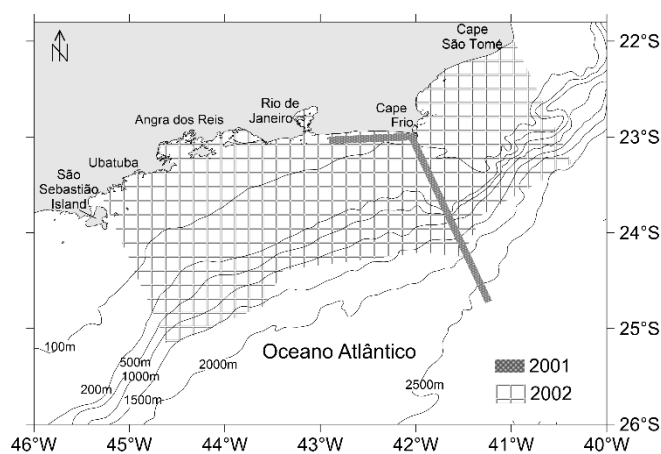 Cape
São Tomé
22°S
N
Rio de
Janeiro
Cape
Frio
Angra dos Reis
23°S
Ubatuba
São
Sebastião
Island
24°S
100m
500m
1000m
200m
1500m
2000m
2500m
Oceano Atlântico
25°S
2001
2002
26°S
46°W
45°W
44°W
43°W
42°W
41°W
40°W